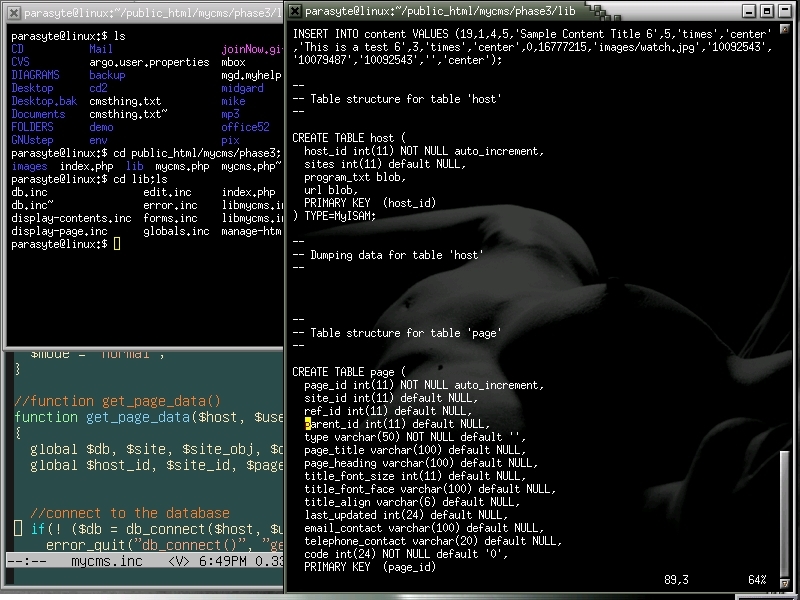 parasyte@linux:~/public_html/mycms/phase3/l
parasyte@linux:$ ls
CD Mail joinNow.gi
CVS argo.user.properties mbox
DIAGRAMS backup mgd.myhelp
Desktop cd2 midgard
Desktop.bak cmsthing.txt mike
Documents cmsthing.txt~ mp3
FOLDERS demo office52
GNUstep env pix
parasyte@linux:$ cd public_html/mycms/phase3;
images index.php lib mycms.php mycms.php~
parasyte@linux:$ cd lib;ls
db.inc edit.inc index.php
db.inc~ error.inc libmycms.in
display-contents.inc forms.inc libmycms.in
display-page.inc globals.inc manage-htm
parasyte@linux:$
$mode = "normal";
}
//function get_page_data()
function get_page_data($host, $use
{
global $db, $site, $site_obj, $c
global $host_id, $site_id, $page
//connect to the database
if(! ($db = db_connect($host, $u
error_quit("db_connect()", "ge
--:-- mycms.inc <V> 6:49PM 0.33
parasyte@linux:~/public_html/mycms/phase3/lib
INSERT INTO content VALUES (19,1,4,5,'Sample Content Title 6',5,'times','center'
,'This is a test 6',3,'times','center',0,16777215,'images/watch.jpg','10092543',
'10079487','10092543','','center');
--
-- Table structure for table 'host'
--
CREATE TABLE host (
host_id int(11) NOT NULL auto_increment,
sites int(11) default NULL,
program_txt blob,
url blob,
PRIMARY KEY (host_id)
) TYPE=MyISAM;
--
-- Dumping data for table 'host'
--
--
-- Table structure for table 'page'
--
CREATE TABLE page (
page_id int(11) NOT NULL auto_increment,
site_id int(11) default NULL,
ref_id int(11) default NULL,
parent_id int(11) default NULL,
type varchar(50) NOT NULL default '',
page_title varchar(100) default NULL,
page_heading varchar(100) default NULL,
title_font_size int(11) default NULL,
title_font_face varchar(100) default NULL,
title_align varchar(6) default NULL,
last_updated int(24) default NULL,
email_contact varchar(100) default NULL,
telephone_contact varchar(20) default NULL,
code int(24) NOT NULL default '0',
PRIMARY KEY (page_id)
89,3 64%